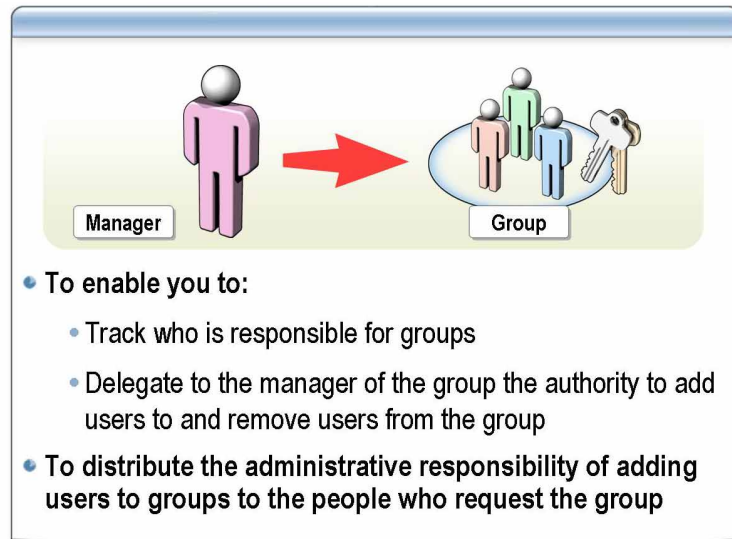 Manager
Group
To enable you to:
Track who is responsible for groups
Delegate to the manager of the group the authority to add
users to and remove users from the group
To distribute the administrative responsibility of adding
users to groups to the people who request the group